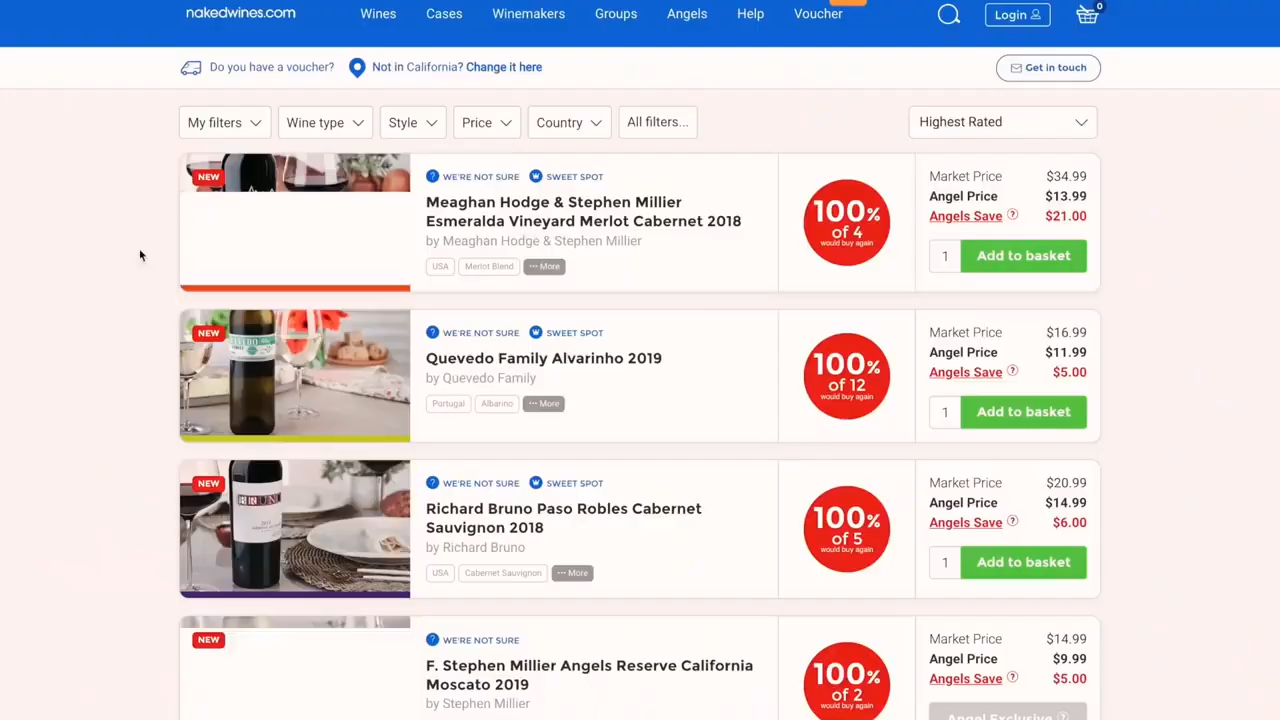 nakedwines.com Wines Cases Winemakers Groups Angels Help Voucher Login 0
Do you have a voucher? Not in California? Change it here Get in touch
My filters Wine type Style Price Country All filters... Highest Rated
NEW
WE'RE NOT SURE SWEET SPOT
Meaghan Hodge & Stephen Millier
Esmeralda Vineyard Merlot Cabernet 2018
by Meaghan Hodge & Stephen Millier
USA Merlot Blend ··· More
100%
of 4
would buy again
Market Price $34.99
Angel Price $13.99
Angels Save ? $21.00
1 Add to basket
NEW
WE'RE NOT SURE SWEET SPOT
Quevedo Family Alvarinho 2019
by Quevedo Family
Portugal Albarino ··· More
100%
of 12
would buy again
Market Price $16.99
Angel Price $11.99
Angels Save ? $5.00
1 Add to basket
NEW
BRUNO
WE'RE NOT SURE SWEET SPOT
Richard Bruno Paso Robles Cabernet
Sauvignon 2018
by Richard Bruno
USA Cabernet Sauvignon ··· More
100%
of 5
would buy again
Market Price $20.99
Angel Price $14.99
Angels Save ? $6.00
1 Add to basket
NEW
WE'RE NOT SURE
F. Stephen Millier Angels Reserve California
Moscato 2019
by Stephen Millier
100%
of 2
would buy again
Market Price $14.99
Angel Price $9.99
Angels Save ? $5.00
Angel Exclusive ?